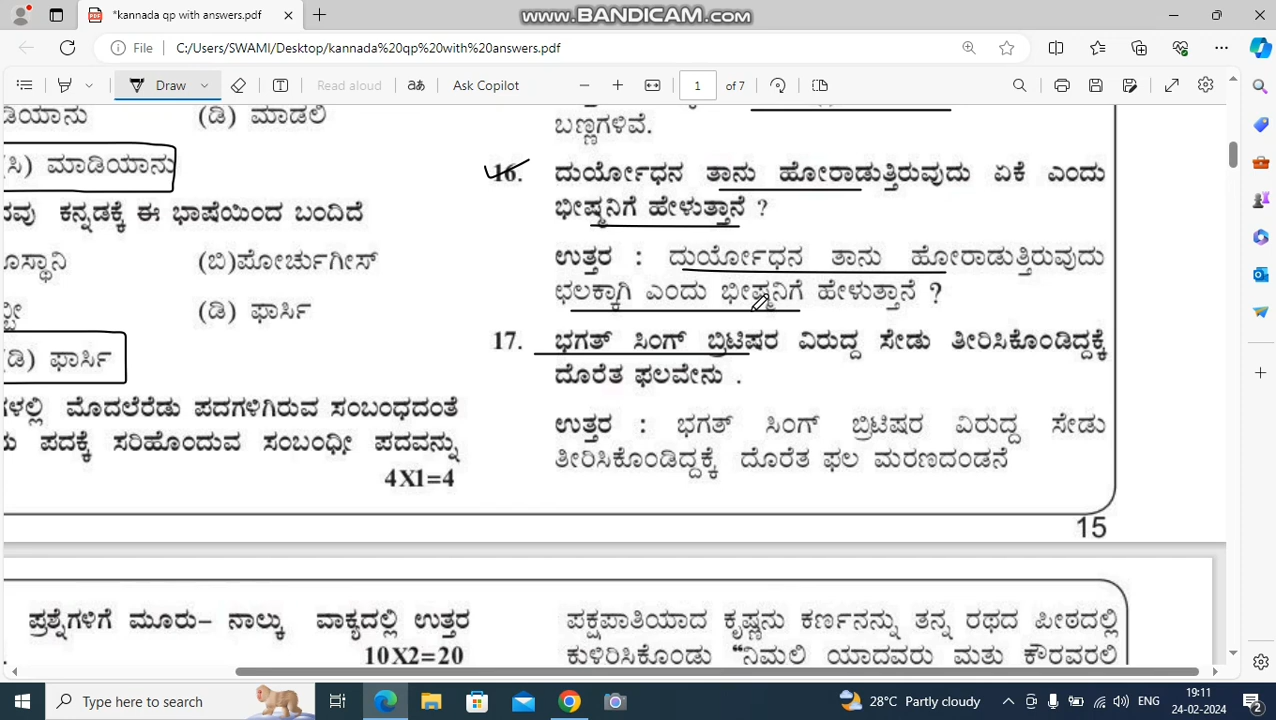 www.BANDICAM.com
*kannada qp with answers.pdf
File
C:/Users/SWAMI/Desktop/kannada%20qp%20with%20answers.pdf
Draw
Read aloud
aあ
Ask Copilot
1
of 7
(ಡಿ) ಮಾಡಲಿ
(ಸಿ) ಮಾಡಿಯಾನು
ಕನ್ನಡಕ್ಕೆ ಈ ಭಾಷೆಯಿಂದ ಬಂದಿದೆ
(ಬಿ)ಪೋರ್ಚುಗೀಸ್
(ಡಿ) ಫಾರ್ಸಿ
(ಡಿ) ಫಾರ್ಸಿ
ಮೊದಲೆರೆಡು ಪದಗಳಿಗಿರುವ ಸಂಬಂಧದಂತೆ
ಪದಕ್ಕೆ ಸರಿಹೊಂದುವ ಸಂಬಂಧೀ ಪದವನ್ನು
4X1=4
ಬಣ್ಣಗಳಿವೆ.
16. ದುರ್ಯೋಧನ ತಾನು ಹೋರಾಡುತ್ತಿರುವುದು ಏಕೆ ಎಂದು
ಭೀಷ್ಮನಿಗೆ ಹೇಳುತ್ತಾನೆ ?
ಉತ್ತರ : ದುರ್ಯೋಧನ ತಾನು ಹೋರಾಡುತ್ತಿರುವುದು
ಛಲಕ್ಕಾಗಿ ಎಂದು ಭೀಷ್ಮನಿಗೆ ಹೇಳುತ್ತಾನೆ ?
17. ಭಗತ್ ಸಿಂಗ್ ಬ್ರಿಟಿಷರ ವಿರುದ್ದ ಸೇಡು ತೀರಿಸಿಕೊಂಡಿದ್ದಕ್ಕೆ
ದೊರೆತ ಫಲವೇನು .
ಉತ್ತರ : ಭಗತ್ ಸಿಂಗ್ ಬ್ರಿಟಿಷರ ವಿರುದ್ದ ಸೇಡು
ತೀರಿಸಿಕೊಂಡಿದ್ದಕ್ಕೆ ದೊರೆತ ಫಲ ಮರಣದಂಡನೆ
15
ಪ್ರಶ್ನೆಗಳಿಗೆ ಮೂರು– ನಾಲ್ಕು ವಾಕ್ಯದಲ್ಲಿ ಉತ್ತರ
10X2=20
ಪಕ್ಷಪಾತಿಯಾದ ಕೃಷ್ಣನು ಕರ್ಣನನ್ನು ತನ್ನ ರಥದ ಪೀಠದಲ್ಲಿ
ಕುಳಿರಿಸಿಕೊಂಡು “ನಿಮಲಿ ಯಾದವರು ಮತ್ತು ಕೌರವರಲಿ
Type here to search
28°C Partly cloudy
ENG
19:11
24-02-2024
2